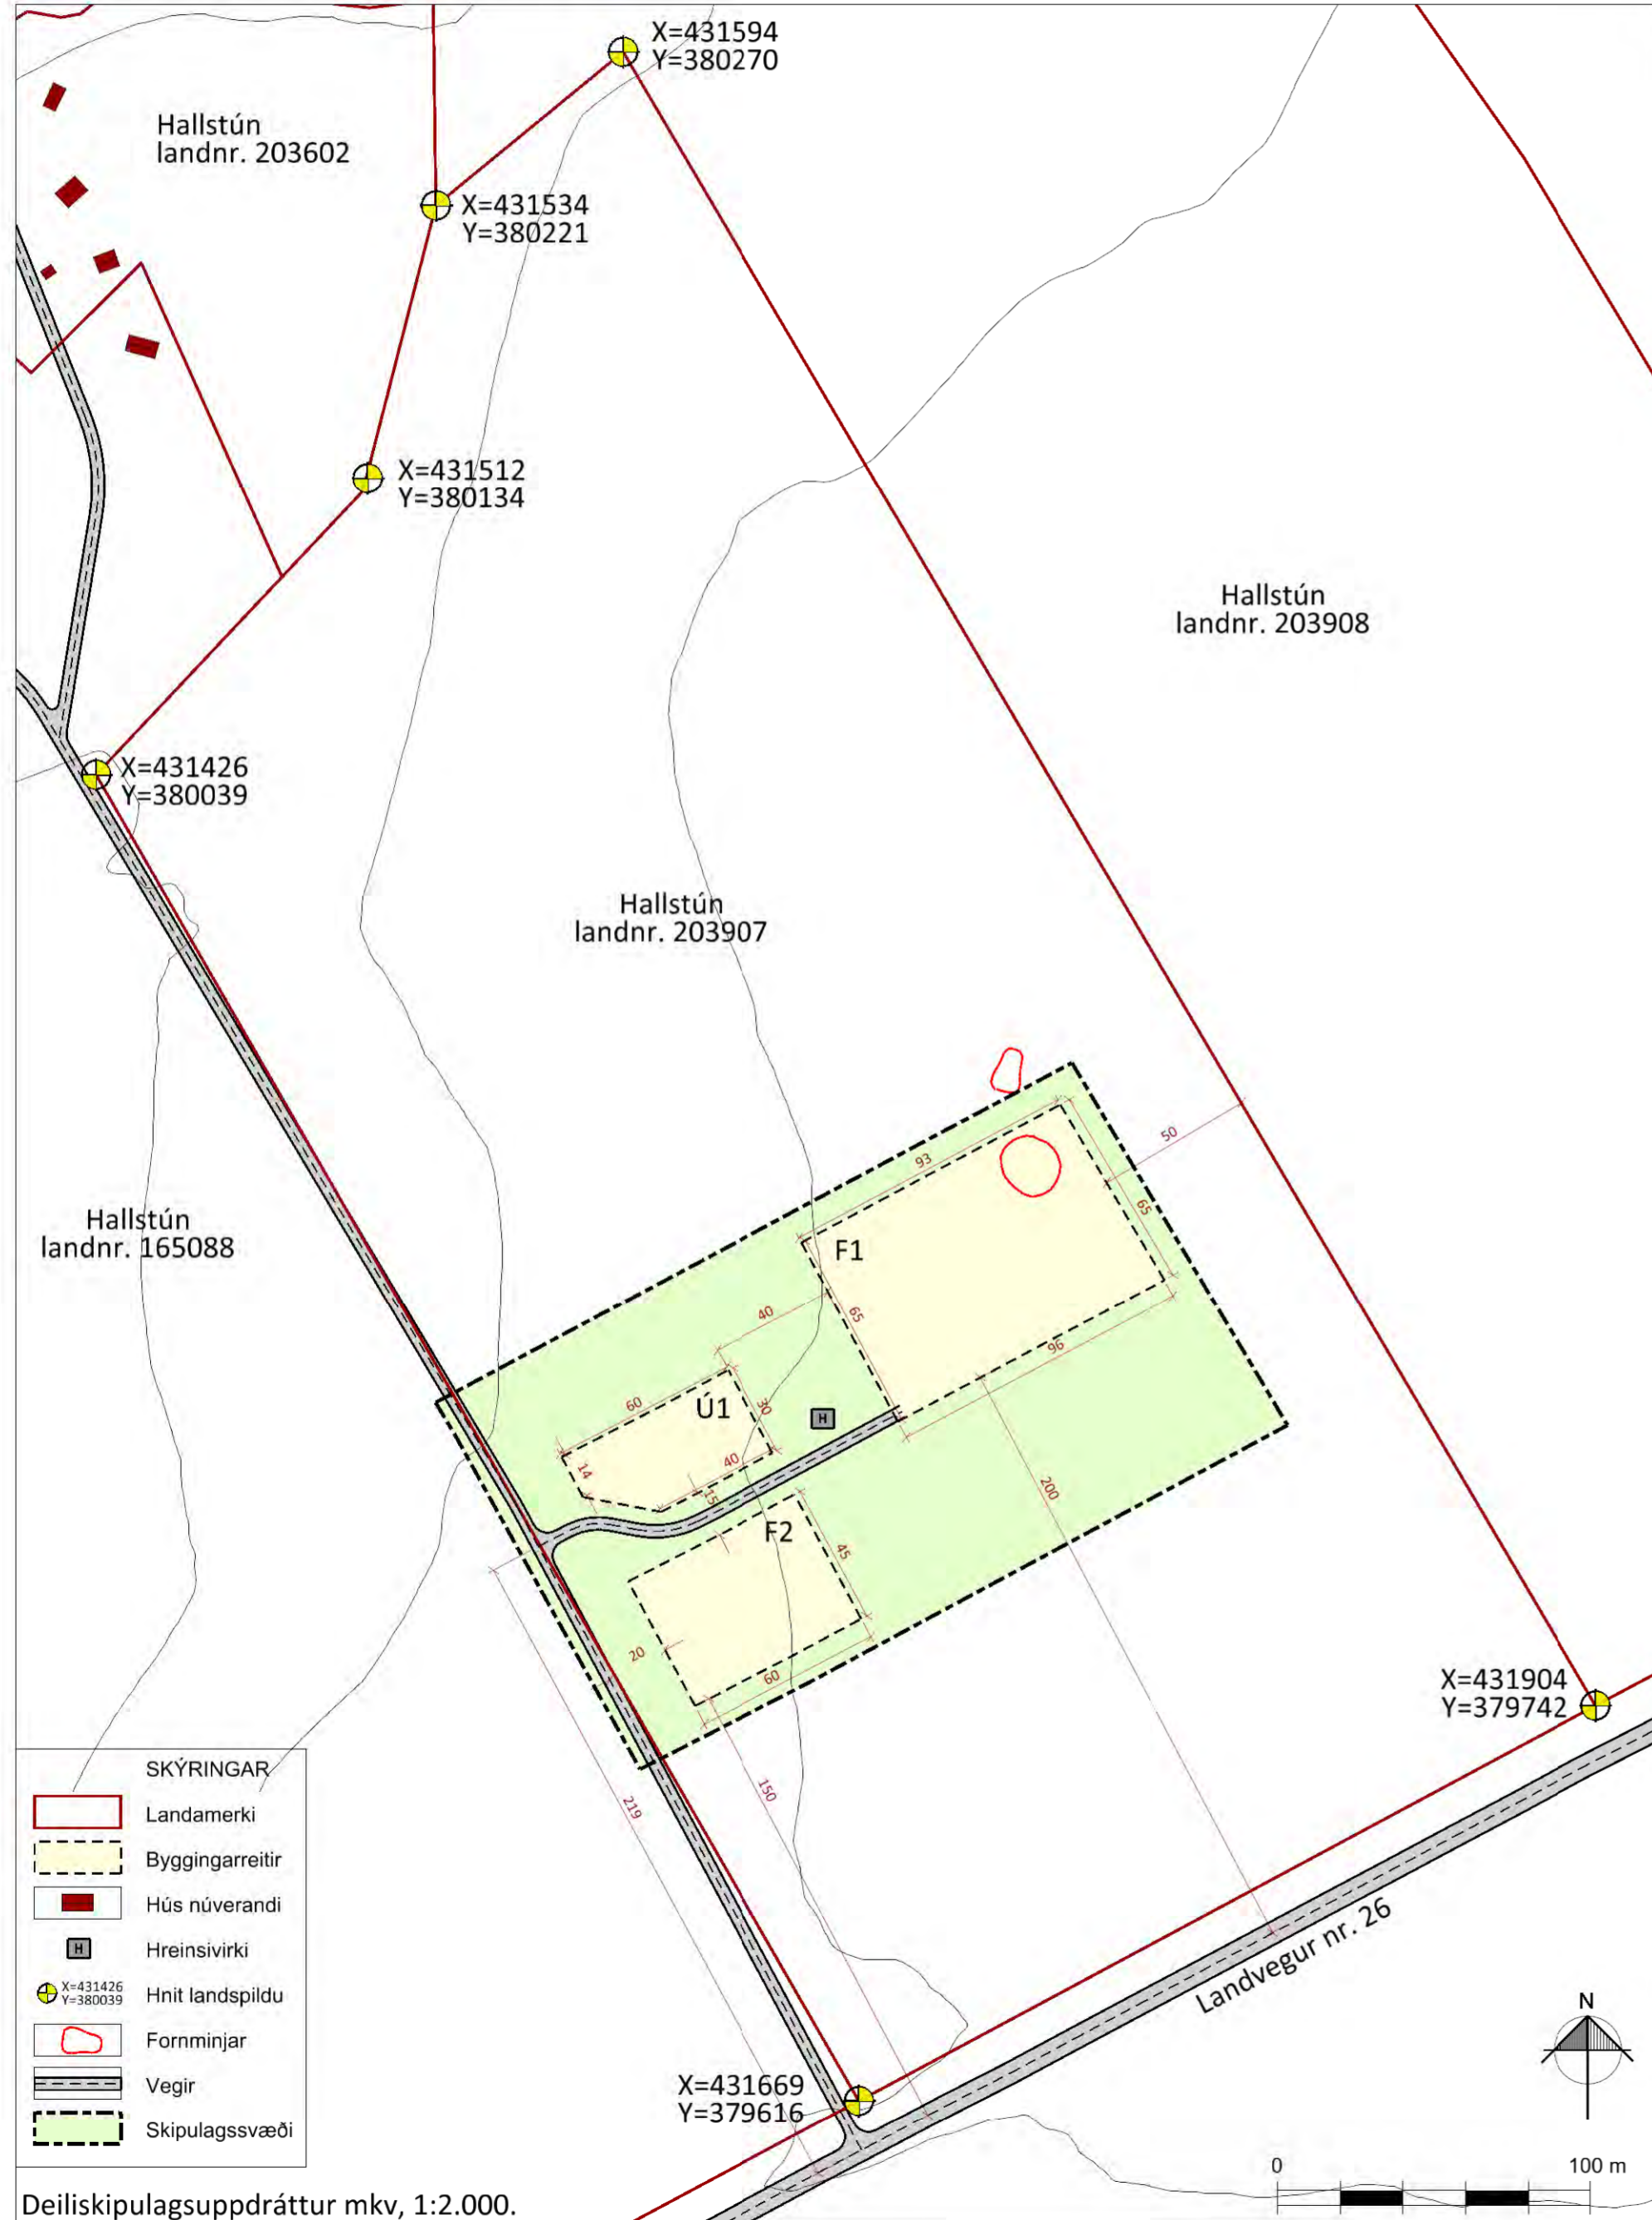 X=431594
Y=380270
Hallstún
landnr. 203602
X=431534
Y=380221
X=431512
Y=380134
Hallstún
landnr. 203908
X=431426
Y=380039
Hallstún
landnr. 203907
50
93
65
Hallstún
landnr. 165088
F1
40
65
96
60
Ú1
30
H
14
40
15
200
F2
45
20
60
X=431904
Y=379742
150
219
SKÝRINGAR
Landamerki
Byggingarreitir
Hús núverandi
H
Hreinsivirki
X=431426
Y=380039
Hnit landspildu
Fornminjar
Vegir
Skipulagssvæði
Landvegur nr. 26
N
X=431669
Y=379616
0
100 m
Deiliskipulagsuppdráttur mkv, 1:2.000.